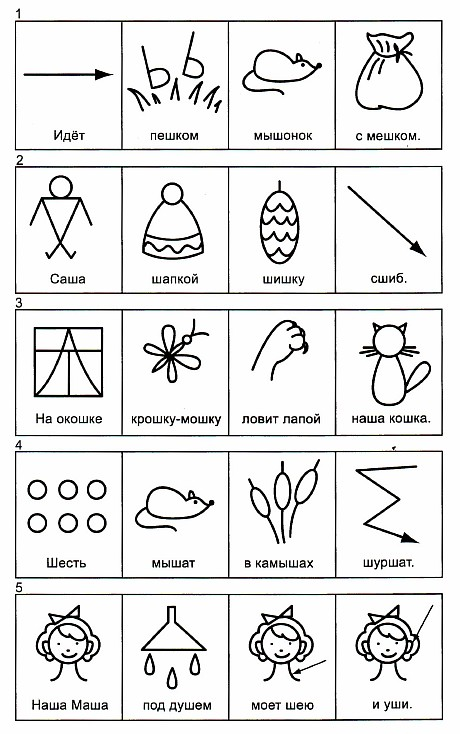 1
Идёт пешком мышонок с мешком.
2
Саша шапкой шишку сшиб.
3
На окошке крошку-мошку ловит лапой наша кошка.
4
Шесть мышат в камышах шуршат.
5
Наша Маша под душем моет шею и уши.